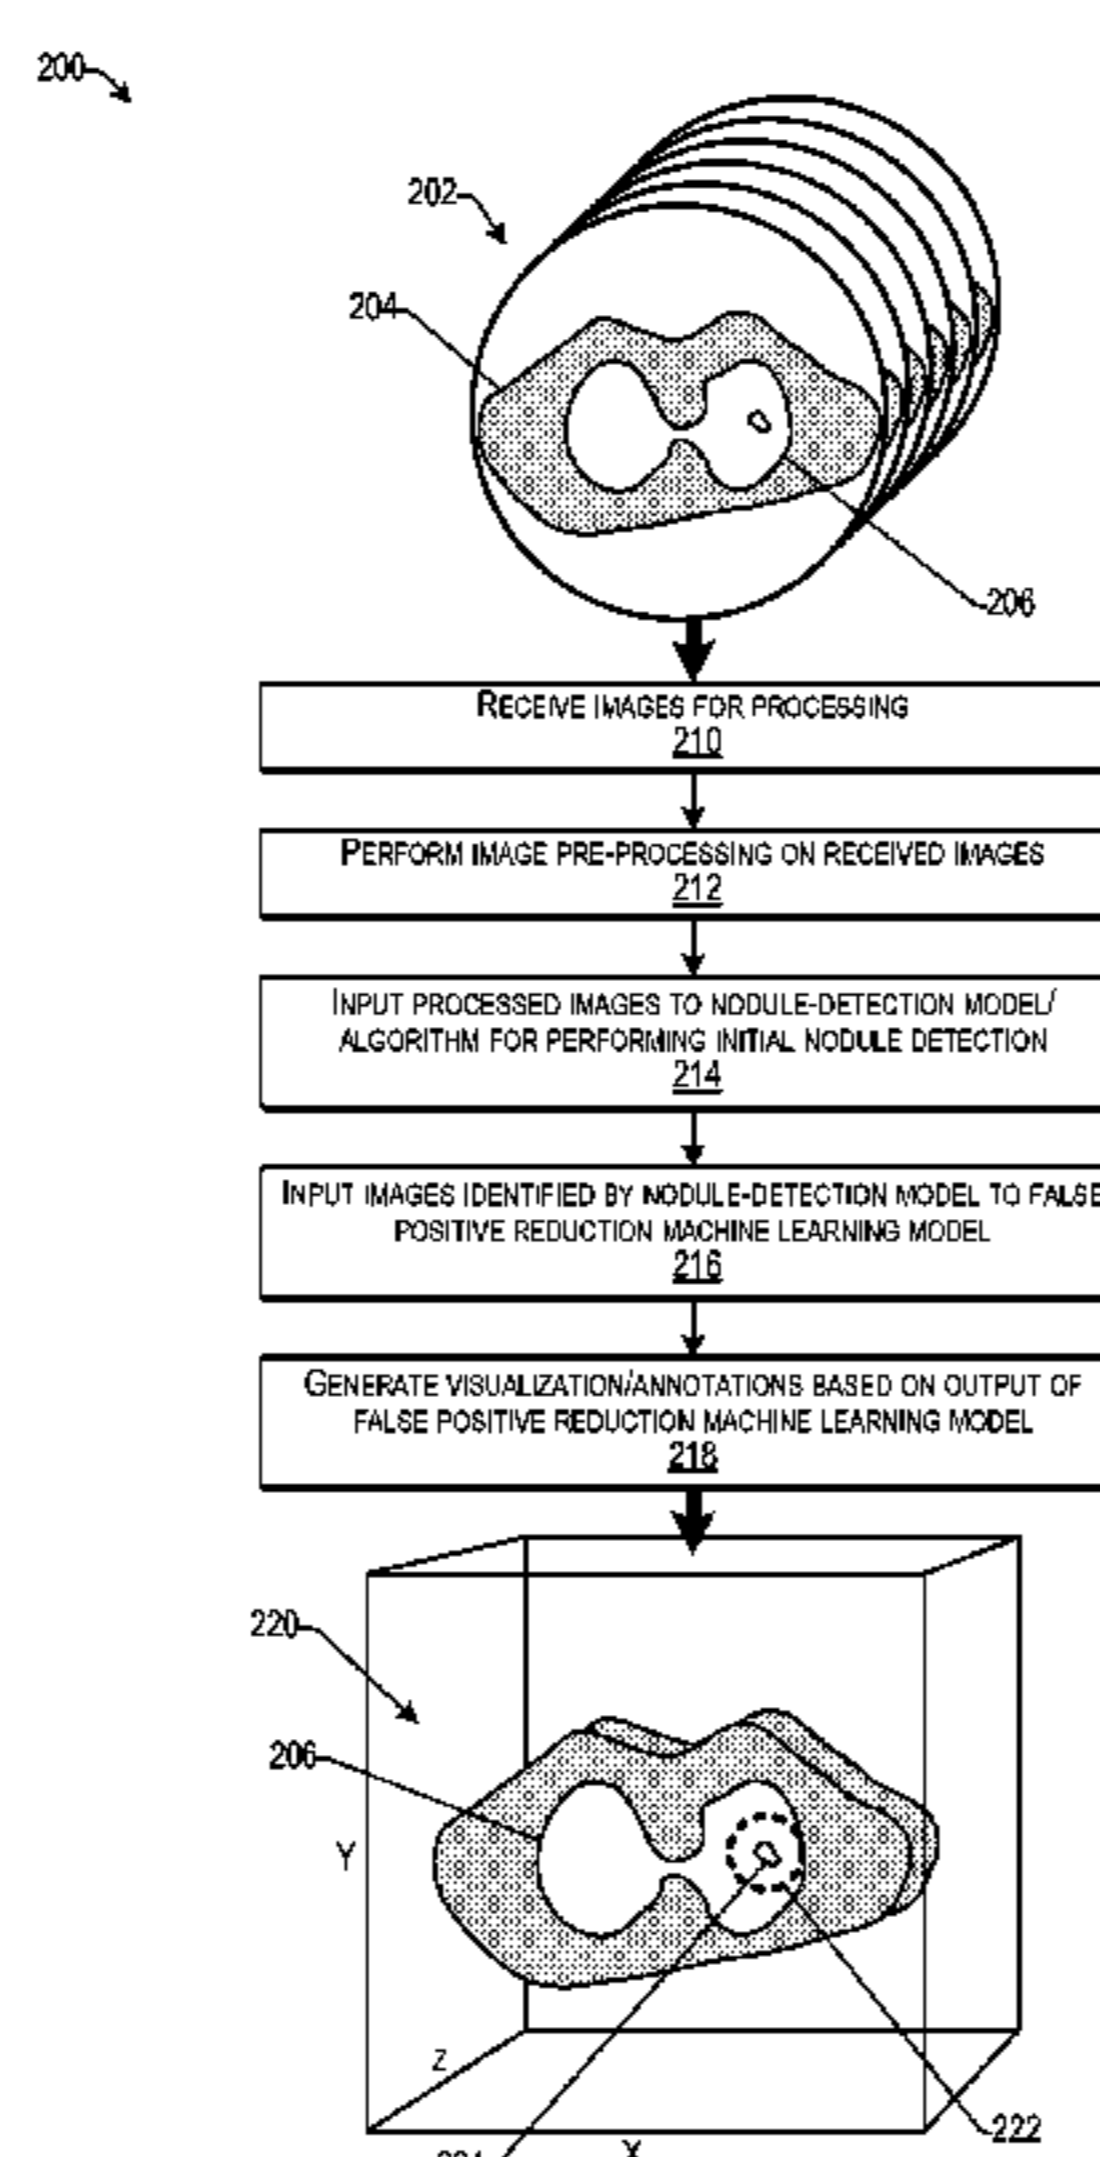 200
202
204
206
RECEIVE IMAGES FOR PROCESSING
210
PERFORM IMAGE PRE-PROCESSING ON RECEIVED IMAGES
212
INPUT PROCESSED IMAGES TO NODULE-DETECTION MODEL/
ALGORITHM FOR PERFORMING INITIAL NODULE DETECTION
214
INPUT IMAGES IDENTIFIED BY NODULE-DETECTION MODEL TO FALSE
POSITIVE REDUCTION MACHINE LEARNING MODEL
216
GENERATE VISUALIZATION/ANNOTATIONS BASED ON OUTPUT OF
FALSE POSITIVE REDUCTION MACHINE LEARNING MODEL
218
220
206
Y
Z
222
X